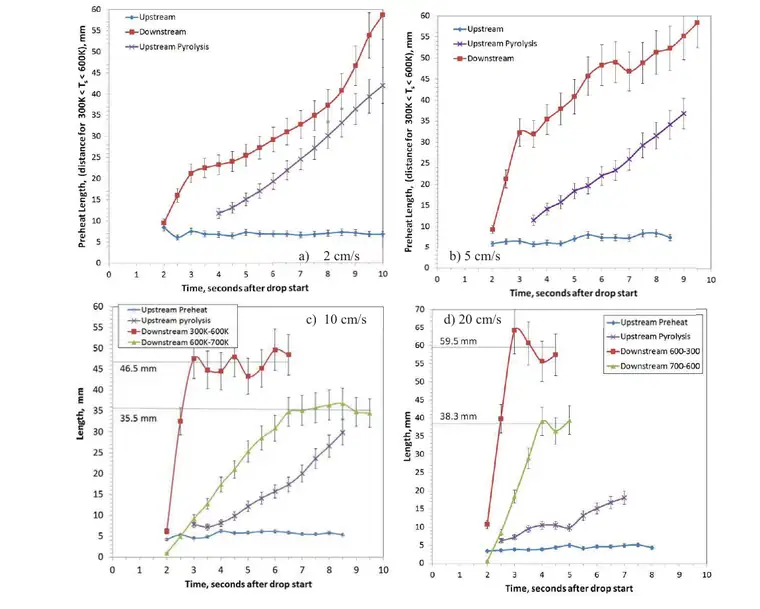 Upstream
Downstream
Upstream Pyrolysis
Preheat Length, (distance for 300K < Ts < 600K), mm
60
55
50
45
40
35
30
25
20
15
10
5
0
0 1 2 3 4 5 6 7 8 9 10
a) 2 cm/s
Time, seconds after drop start
Upstream
Upstream Pyrolysis
Downstream
Preheat Length, (distance for 300K < Ts < 600K), mm
60
55
50
45
40
35
30
25
20
15
10
5
0
0 1 2 3 4 5 6 7 8 9 10
b) 5 cm/s
Time, seconds after drop start
Upstream Preheat
Upstream pyrolysis
Downstream 300K-600K
Downstream 600K-700K
c) 10 cm/s
46.5 mm
35.5 mm
Length, mm
60
55
50
45
40
35
30
25
20
15
10
5
0
0 1 2 3 4 5 6 7 8 9 10
Time, seconds after drop start
d) 20 cm/s
Upstream Preheat
Upstream Pyrolysis
Downstream 600-300
Downstream 700-600
59.5 mm
38.3 mm
Length, mm
70
65
60
55
50
45
40
35
30
25
20
15
10
5
0
0 1 2 3 4 5 6 7 8 9 10
Time, seconds after drop start